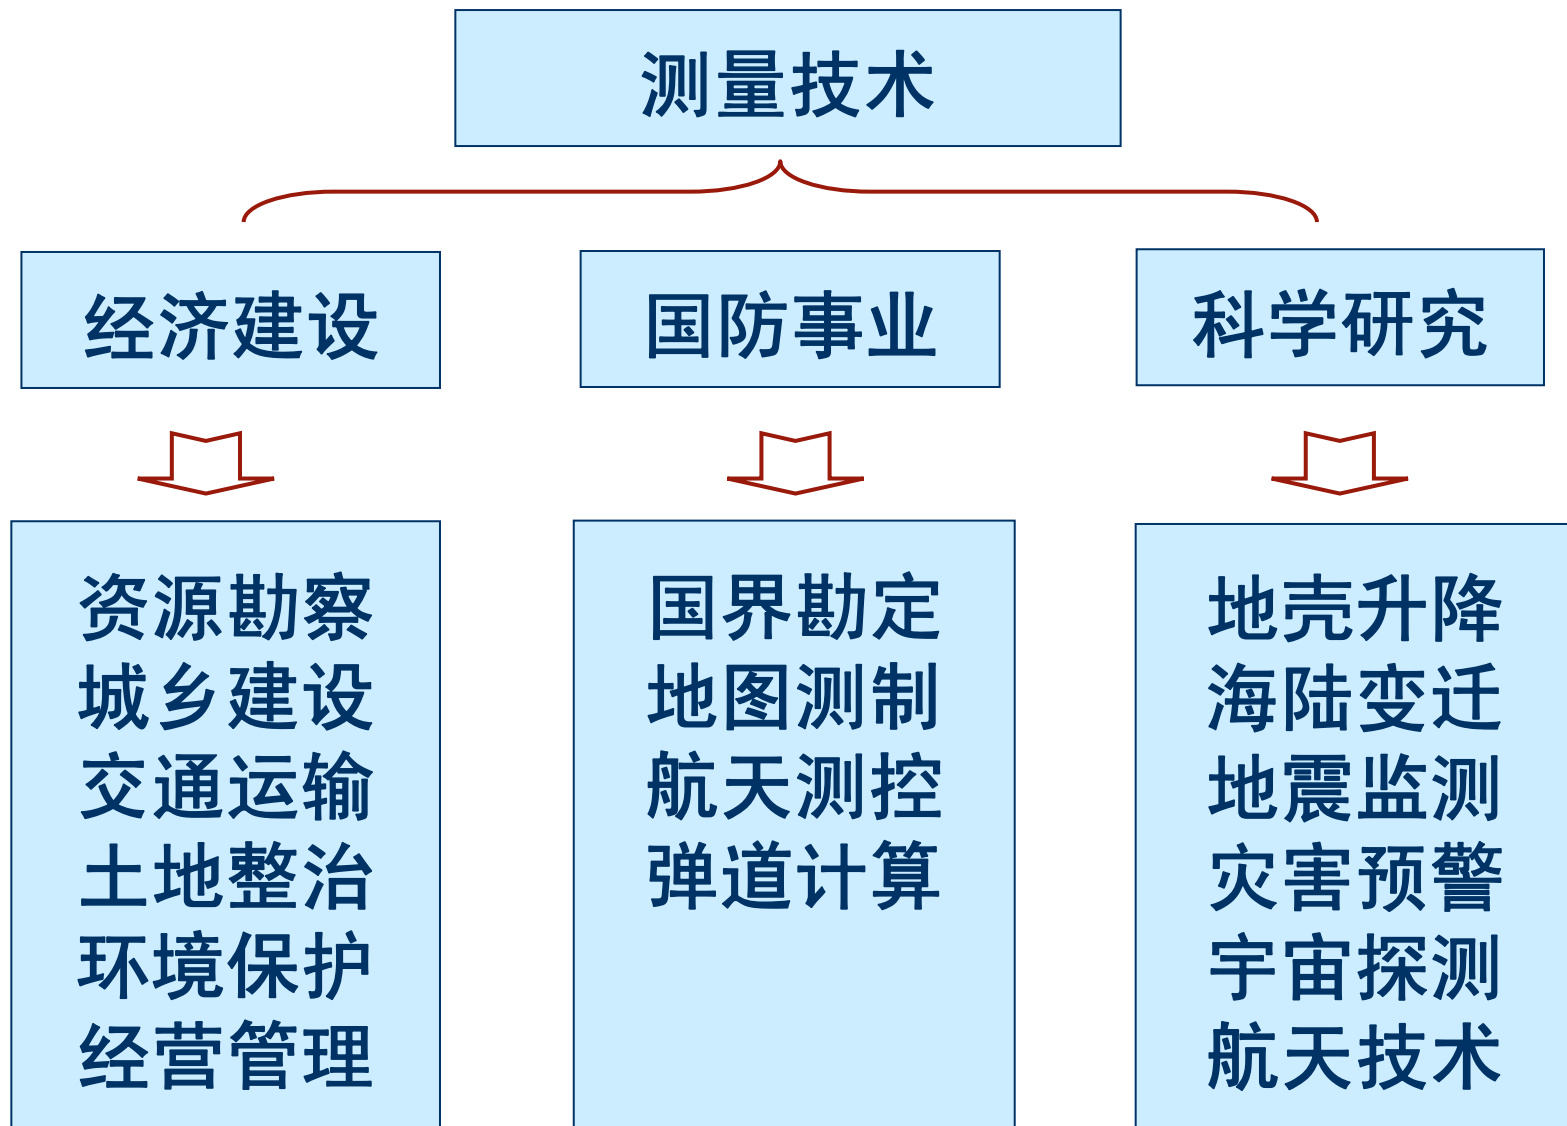 测量技术
经济建设
国防事业
科学研究
资源勘察
城乡建设
交通运输
土地整治
环境保护
经营管理
国界勘定
地图测制
航天测控
弹道计算
地壳升降
海陆变迁
地震监测
灾害预警
宇宙探测
航天技术